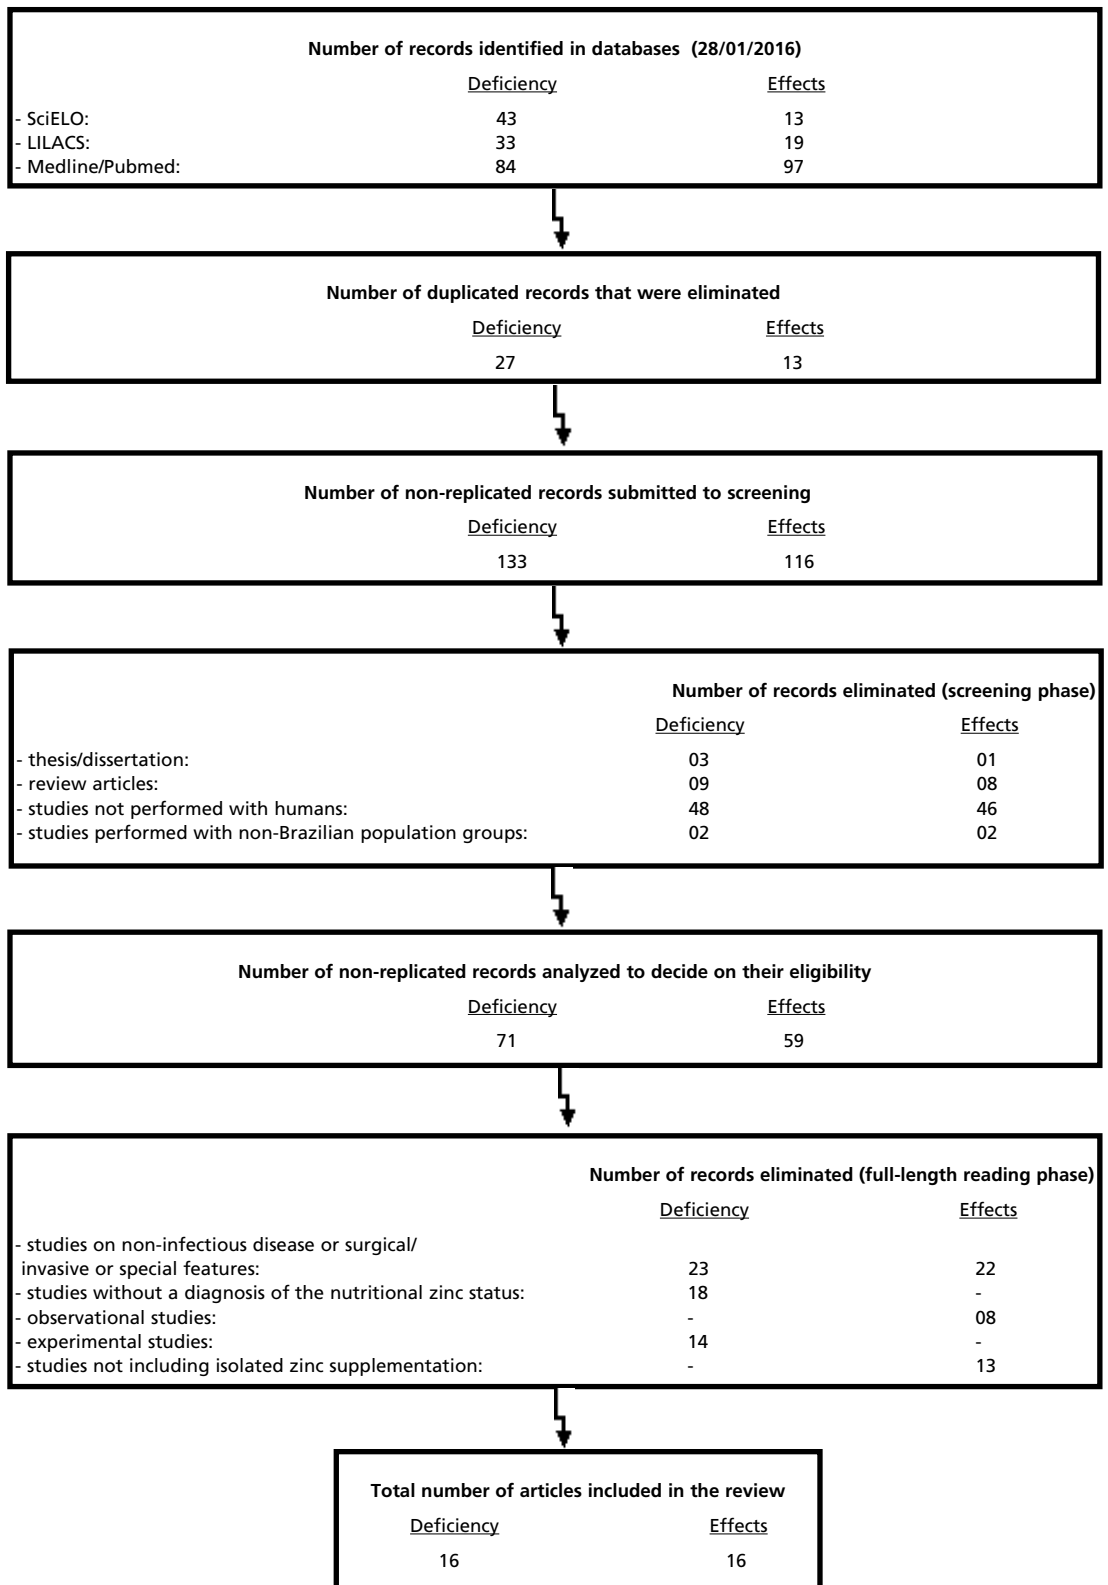 Number of records identified in databases (28/01/2016)
Deficiency Effects
- SciELO: 43 13
- LILACS: 33 19
- Medline/Pubmed: 84 97
Number of duplicated records that were eliminated
Deficiency Effects
27 13
Number of non-replicated records submitted to screening
Deficiency Effects
133 116
Number of records eliminated (screening phase)
Deficiency Effects
- thesis/dissertation: 03 01
- review articles: 09 08
- studies not performed with humans: 48 46
- studies performed with non-Brazilian population groups: 02 02
Number of non-replicated records analyzed to decide on their eligibility
Deficiency Effects
71 59
Number of records eliminated (full-length reading phase)
Deficiency Effects
- studies on non-infectious disease or surgical/
invasive or special features: 23 22
- studies without a diagnosis of the nutritional zinc status: 18 -
- observational studies: - 08
- experimental studies: 14 -
- studies not including isolated zinc supplementation: - 13
Total number of articles included in the review
Deficiency Effects
16 16